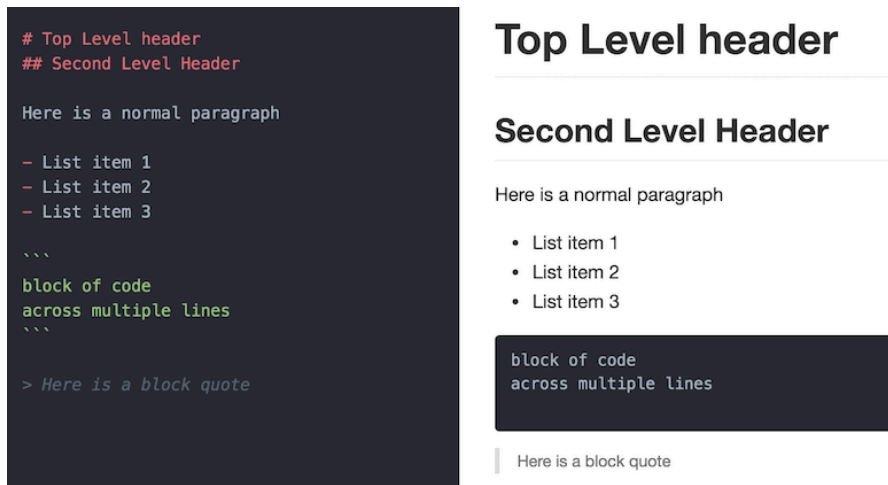 # Top Level header
## Second Level Header
Here is a normal paragraph
- List item 1
- List item 2
- List item 3
```
block of code
across multiple lines
```
> Here is a block quote
Top Level header
Second Level Header
Here is a normal paragraph
• List item 1
• List item 2
• List item 3
block of code
across multiple lines
Here is a block quote